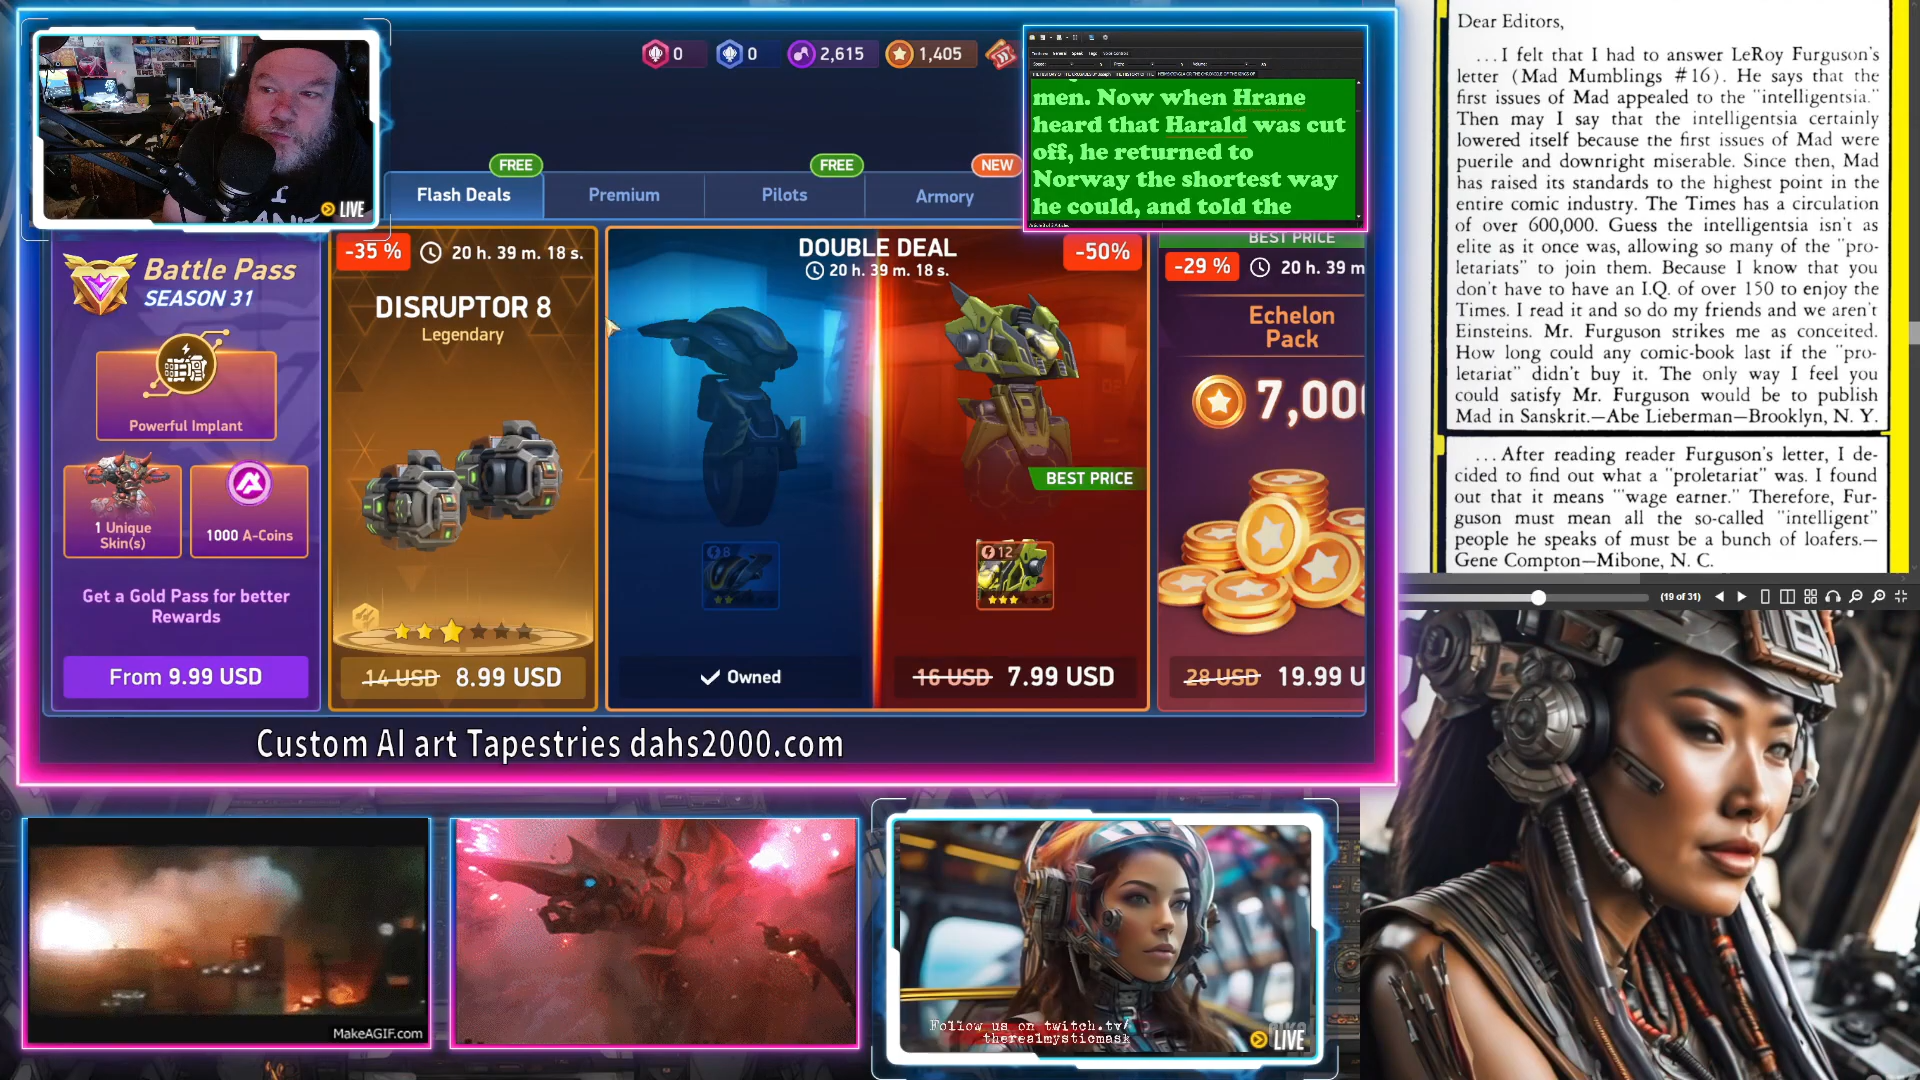 LIVE
0
0
2,615
1,405
FREE
FREE
NEW
Flash Deals
Premium
Pilots
Armory
men. Now when Hrane
heard that Harald was cut
off, he returned to
Norway the shortest way
he could, and told the
Battle Pass
SEASON 31
Powerful Implant
1 Unique
Skin(s)
1000 A-Coins
Get a Gold Pass for better
Rewards
From 9.99 USD
-35 %
20 h. 39 m. 18 s.
DISRUPTOR 8
Legendary
14 USD 8.99 USD
DOUBLE DEAL
20 h. 39 m. 18 s.
-50%
BEST PRICE
8
12
Owned
16 USD 7.99 USD
BEST PRICE
-29 %
20 h. 39 m
Echelon
Pack
7,000
28 USD 19.99 U
Custom AI art Tapestries dahs2000.com
MakeAGIF.com
Follow us on twitch.tv/
therealmysticmask
LIVE
Dear Editors,
...I felt that I had to answer LeRoy Furguson's
letter (Mad Mumblings #16). He says that the
first issues of Mad appealed to the "intelligentsia."
Then may I say that the intelligentsia certainly
lowered itself because the first issues of Mad were
puerile and downright miserable. Since then, Mad
has raised its standards to the highest point in the
entire comic industry. The Times has a circulation
of over 600,000. Guess the intelligentsia isn't as
elite as it once was, allowing so many of the "pro-
letariats" to join them. Because I know that you
don't have to have an I.Q. of over 150 to enjoy the
Times. I read it and so do my friends and we aren't
Einsteins. Mr. Furguson strikes me as conceited.
How long could any comic-book last if the "pro-
letariat" didn't buy it. The only way I feel you
could satisfy Mr. Furguson would be to publish
Mad in Sanskrit.—Abe Lieberman—Brooklyn, N. Y.
...After reading reader Furguson's letter, I de-
cided to find out what a "proletariat" was. I found
out that it means "'wage earner." Therefore, Fur-
guson must mean all the so-called "intelligent"
people he speaks of must be a bunch of loafers.—
Gene Compton—Mibone, N. C.
(19 of 31)